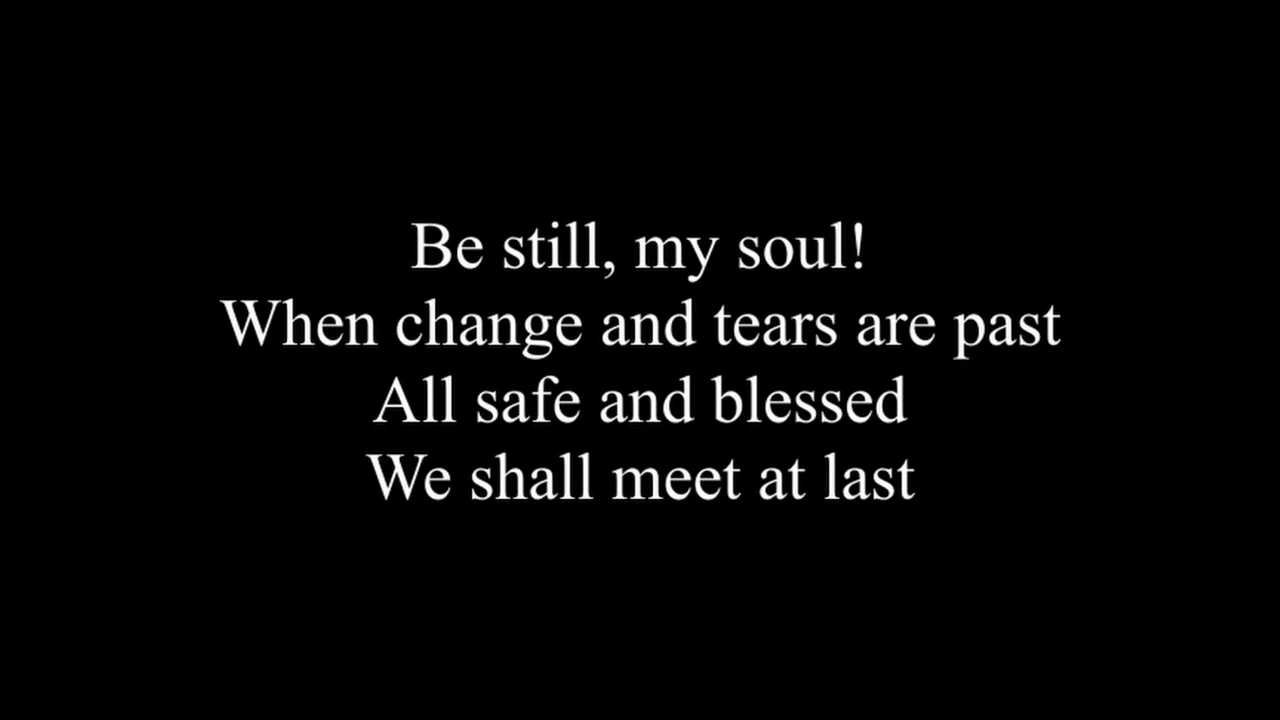 Be still, my soul!
When change and tears are past
All safe and blessed
We shall meet at last